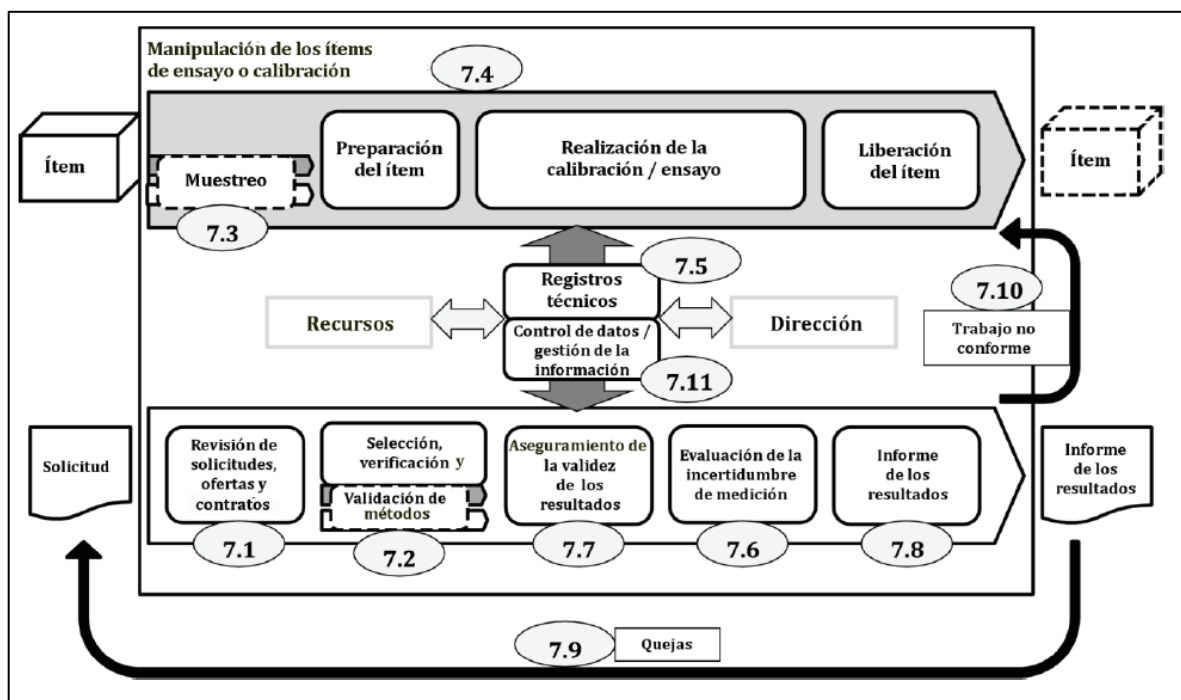 Manipulación de los ítems
de ensayo o calibración
7.4
Ítem
Muestreo
7.3
Preparación
del ítem
Realización de la
calibración / ensayo
Liberación
del ítem
Ítem
7.5
Registros
técnicos
Recursos
Dirección
Control de datos /
gestión de la
información
7.11
7.10
Trabajo no
conforme
Solicitud
Revisión de
solicitudes,
ofertas y
contratos
7.1
Selección,
verificación y
Validación de
métodos
7.2
Aseguramiento de
la validez
de los
resultados
7.7
Evaluación de la
incertidumbre
de medición
7.6
Informe de
los
resultados
7.8
Informe
de los
resultados
7.9
Quejas